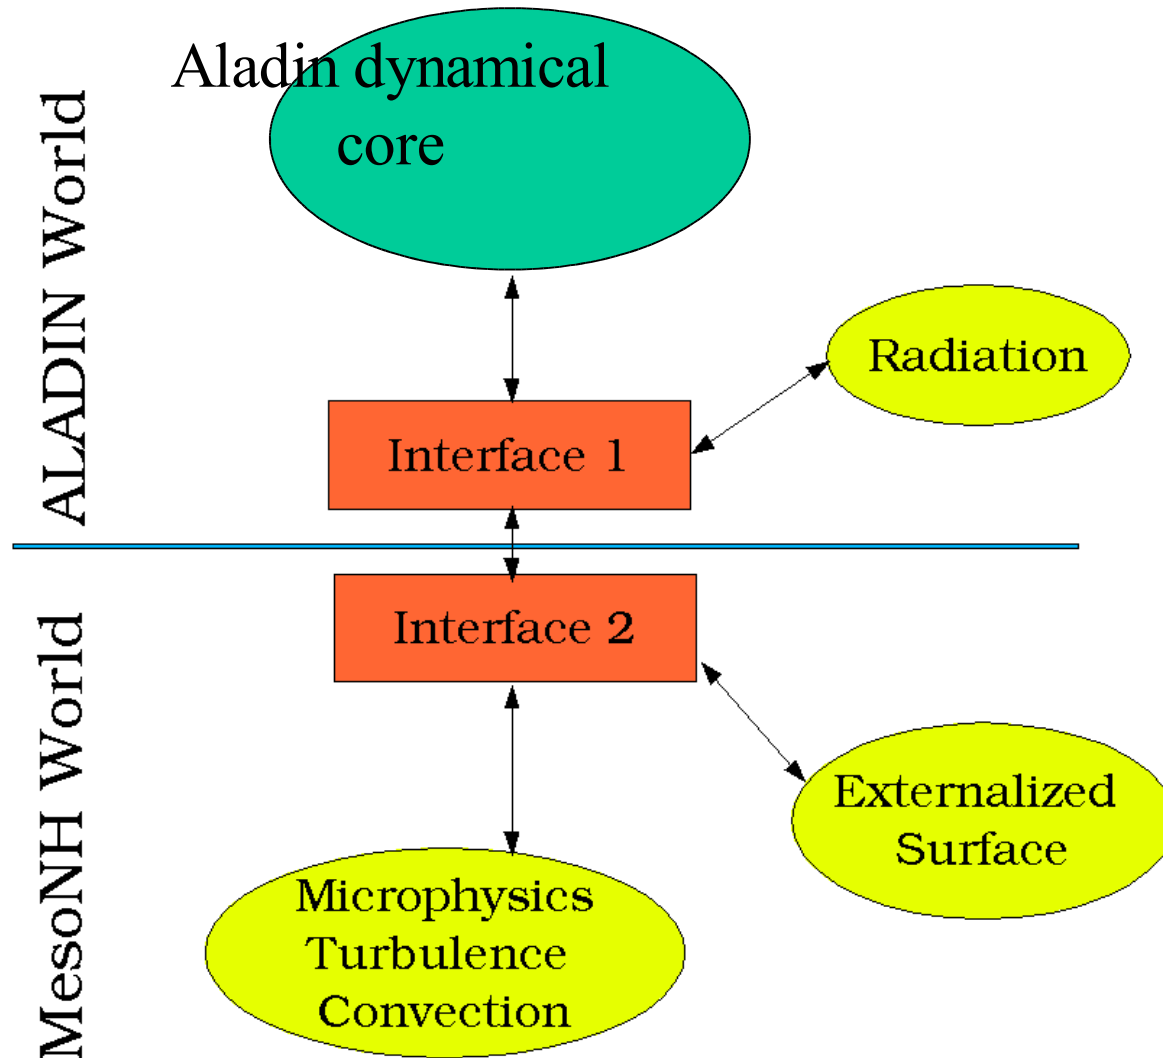 Aladin dynamical
core
ALADIN World
Radiation
Interface 1
Interface 2
MesoNH World
Externalized
Surface
Microphysics
Turbulence
Convection